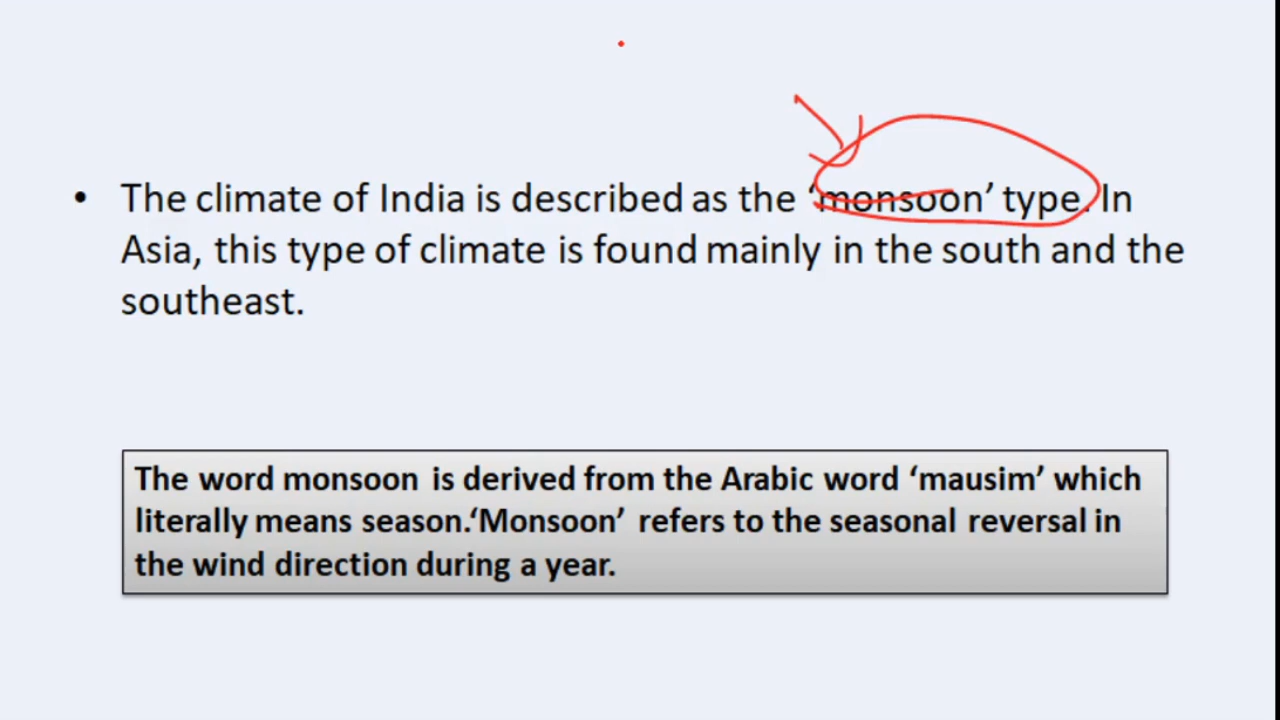 • The climate of India is described as the ‘monsoon’ type. In
Asia, this type of climate is found mainly in the south and the
southeast.
The word monsoon is derived from the Arabic word ‘mausim’ which
literally means season.‘Monsoon’ refers to the seasonal reversal in
the wind direction during a year.